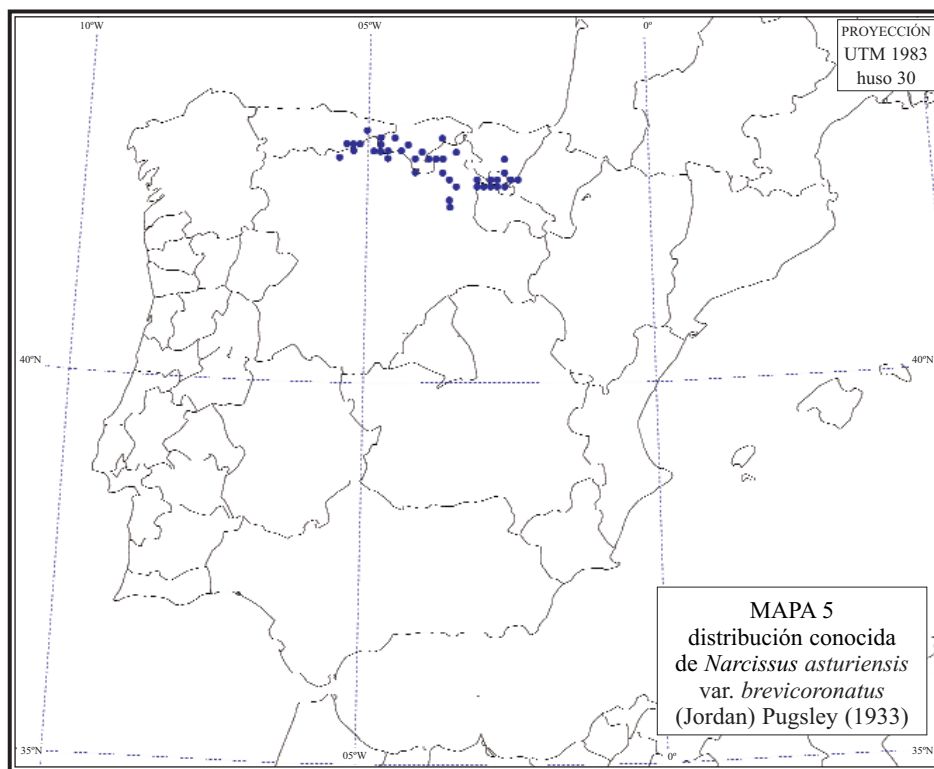 10ºW
05ºW
0º
PROYECCIÓN
UTM 1983
huso 30
40ºN
40ºN
MAPA 5
distribución conocida
de Narcissus asturiensis
var. brevicoronatus
(Jordan) Pugsley (1933)
35ºN
05ºW
0º
35ºN